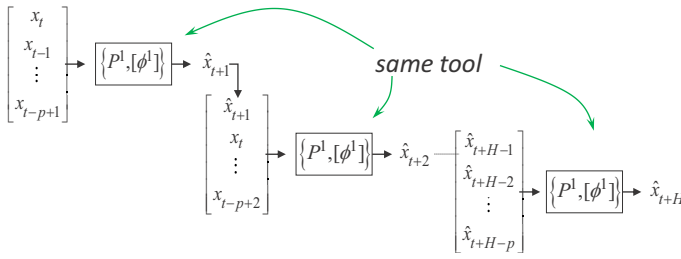 x_t
x_{t-1}
⋮
x_{t-p+1}
{P^1,[ϕ^1]}
x̂_{t+1}
same tool
x̂_{t+1}
x_t
⋮
x_{t-p+2}
{P^1,[ϕ^1]}
x̂_{t+2}
x̂_{t+H-1}
x̂_{t+H-2}
⋮
x̂_{t+H-p}
{P^1,[ϕ^1]}
x̂_{t+H}